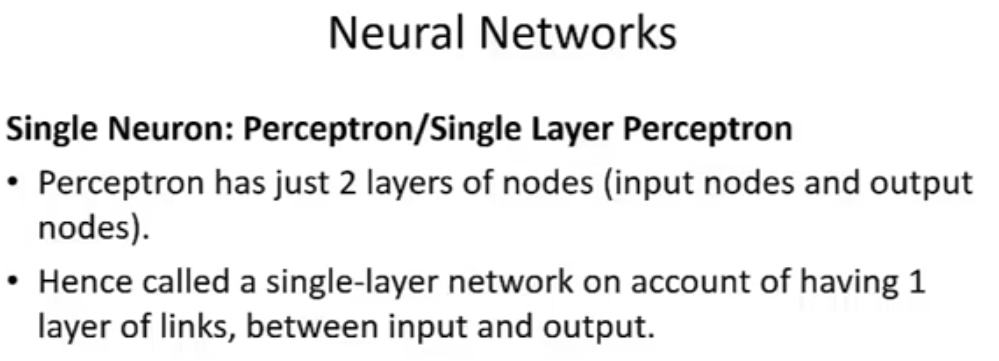 Neural Networks
Single Neuron: Perceptron/Single Layer Perceptron
• Perceptron has just 2 layers of nodes (input nodes and output
nodes).
• Hence called a single-layer network on account of having 1
layer of links, between input and output.